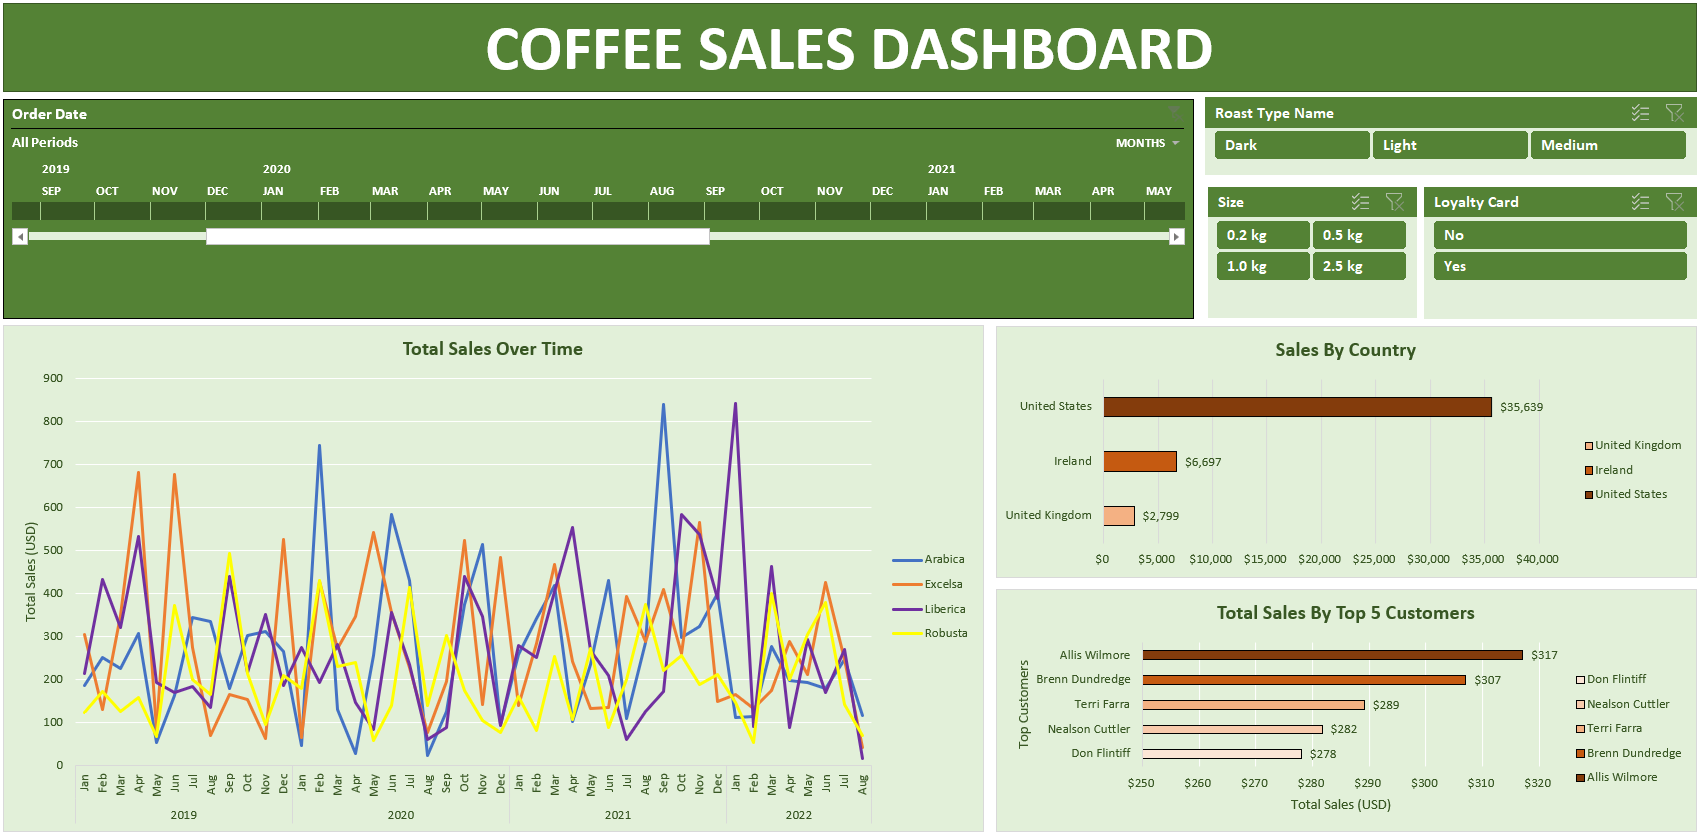 COFFEE SALES DASHBOARD
Order Date
All Periods
MONTHS
2019 2020 2021
SEP OCT NOV DEC JAN FEB MAR APR MAY JUN JUL AUG SEP OCT NOV DEC JAN FEB MAR APR MAY
Roast Type Name
Dark Light Medium
Size
0.2 kg 0.5 kg
1.0 kg 2.5 kg
Loyalty Card
No
Yes
Total Sales Over Time
Total Sales (USD)
900
800
700
600
500
400
300
200
100
0
Jan Feb Mar Apr May Jun Jul Aug Sep Oct Nov Dec Jan Feb Mar Apr May Jun Jul Aug Sep Oct Nov Dec Jan Feb Mar Apr May Jun Jul Aug Sep Oct Nov Dec Jan Feb Mar Apr May Jun Jul Aug
2019 2020 2021 2022
Arabica
Excelsa
Liberica
Robusta
Sales By Country
United States $35,639
Ireland $6,697
United Kingdom $2,799
$0 $5,000 $10,000 $15,000 $20,000 $25,000 $30,000 $35,000 $40,000
United Kingdom
Ireland
United States
Total Sales By Top 5 Customers
Top Customers
Allis Wilmore $317
Brenn Dundredge $307
Terri Farra $289
Nealson Cuttler $282
Don Flintiff $278
$250 $260 $270 $280 $290 $300 $310 $320
Total Sales (USD)
Don Flintiff
Nealson Cuttler
Terri Farra
Brenn Dundredge
Allis Wilmore